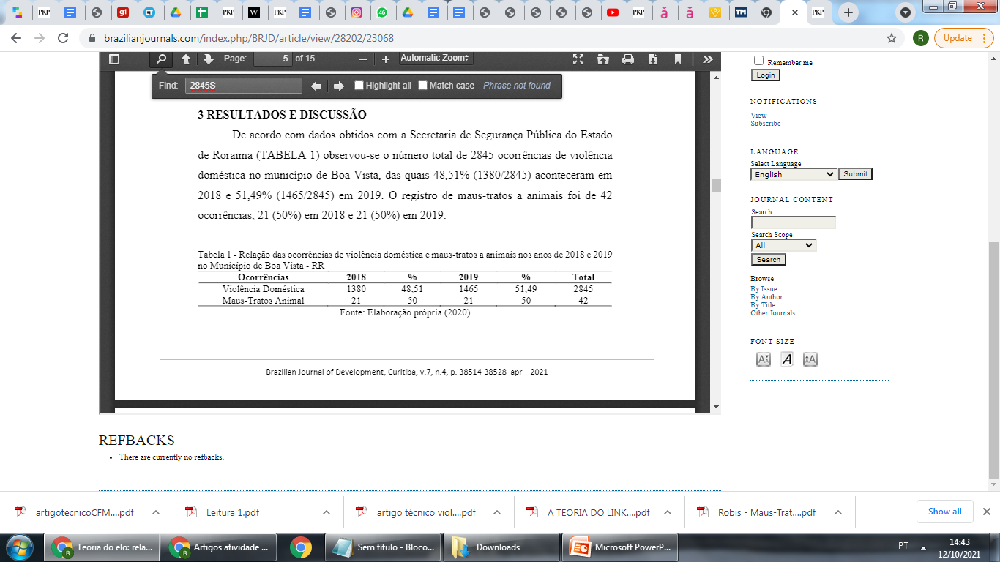 PKP
g1
PKP
W
PKP
46
PKP
PKP
ă
ă
TM
PKP
brazilianjournals.com/index.php/BRJD/article/view/28202/23068
R
Update
Page:
5
of 15
Automatic Zoom
Find:
2845S
Highlight all
Match case
Phrase not found
3 RESULTADOS E DISCUSSÃO
De acordo com dados obtidos com a Secretaria de Segurança Pública do Estado
de Roraima (TABELA 1) observou-se o número total de 2845 ocorrências de violência
doméstica no município de Boa Vista, das quais 48,51% (1380/2845) aconteceram em
2018 e 51,49% (1465/2845) em 2019. O registro de maus-tratos a animais foi de 42
ocorrências, 21 (50%) em 2018 e 21 (50%) em 2019.
Tabela 1 - Relação das ocorrências de violência doméstica e maus-tratos a animais nos anos de 2018 e 2019
no Município de Boa Vista - RR
Ocorrências 2018 % 2019 % Total
Violência Doméstica 1380 48,51 1465 51,49 2845
Maus-Tratos Animal 21 50 21 50 42
Fonte: Elaboração própria (2020).
Brazilian Journal of Development, Curitiba, v.7, n.4, p. 38514-38528 apr 2021
REFBACKS
There are currently no refbacks.
Remember me
Login
NOTIFICATIONS
View
Subscribe
LANGUAGE
Select Language
English
Submit
JOURNAL CONTENT
Search
Search Scope
All
Search
Browse
By Issue
By Author
By Title
Other Journals
FONT SIZE
A A
A
A A
artigotecnicoCFM....pdf
Leitura 1.pdf
artigo técnico viol....pdf
A TEORIA DO LINK....pdf
Robis - Maus-Trat....pdf
Show all
Teoria do elo: rela...
Artigos atividade ...
Sem título - Bloco...
Downloads
Microsoft PowerP...
PT
14:43
12/10/2021